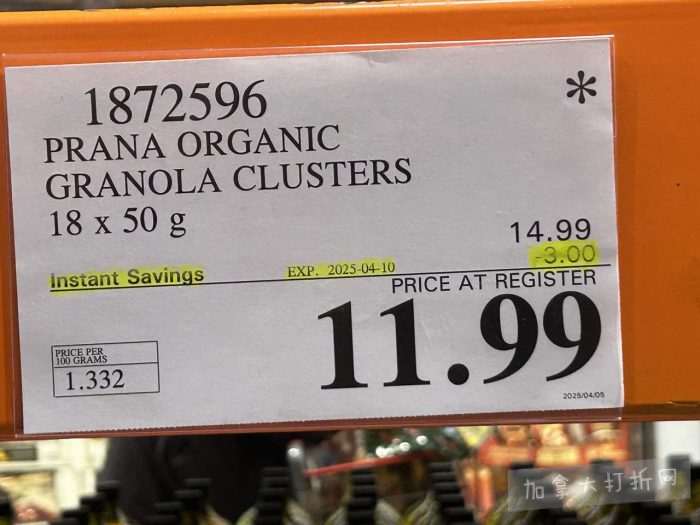 1872596
*
PRANA ORGANIC
GRANOLA CLUSTERS
18 x 50 g
14.99
-3.00
Instant Savings EXP. 2025-04-10
PRICE AT REGISTER
11.99
PRICE PER
100 GRAMS
1.332
2025/04/05
加拿大打折网